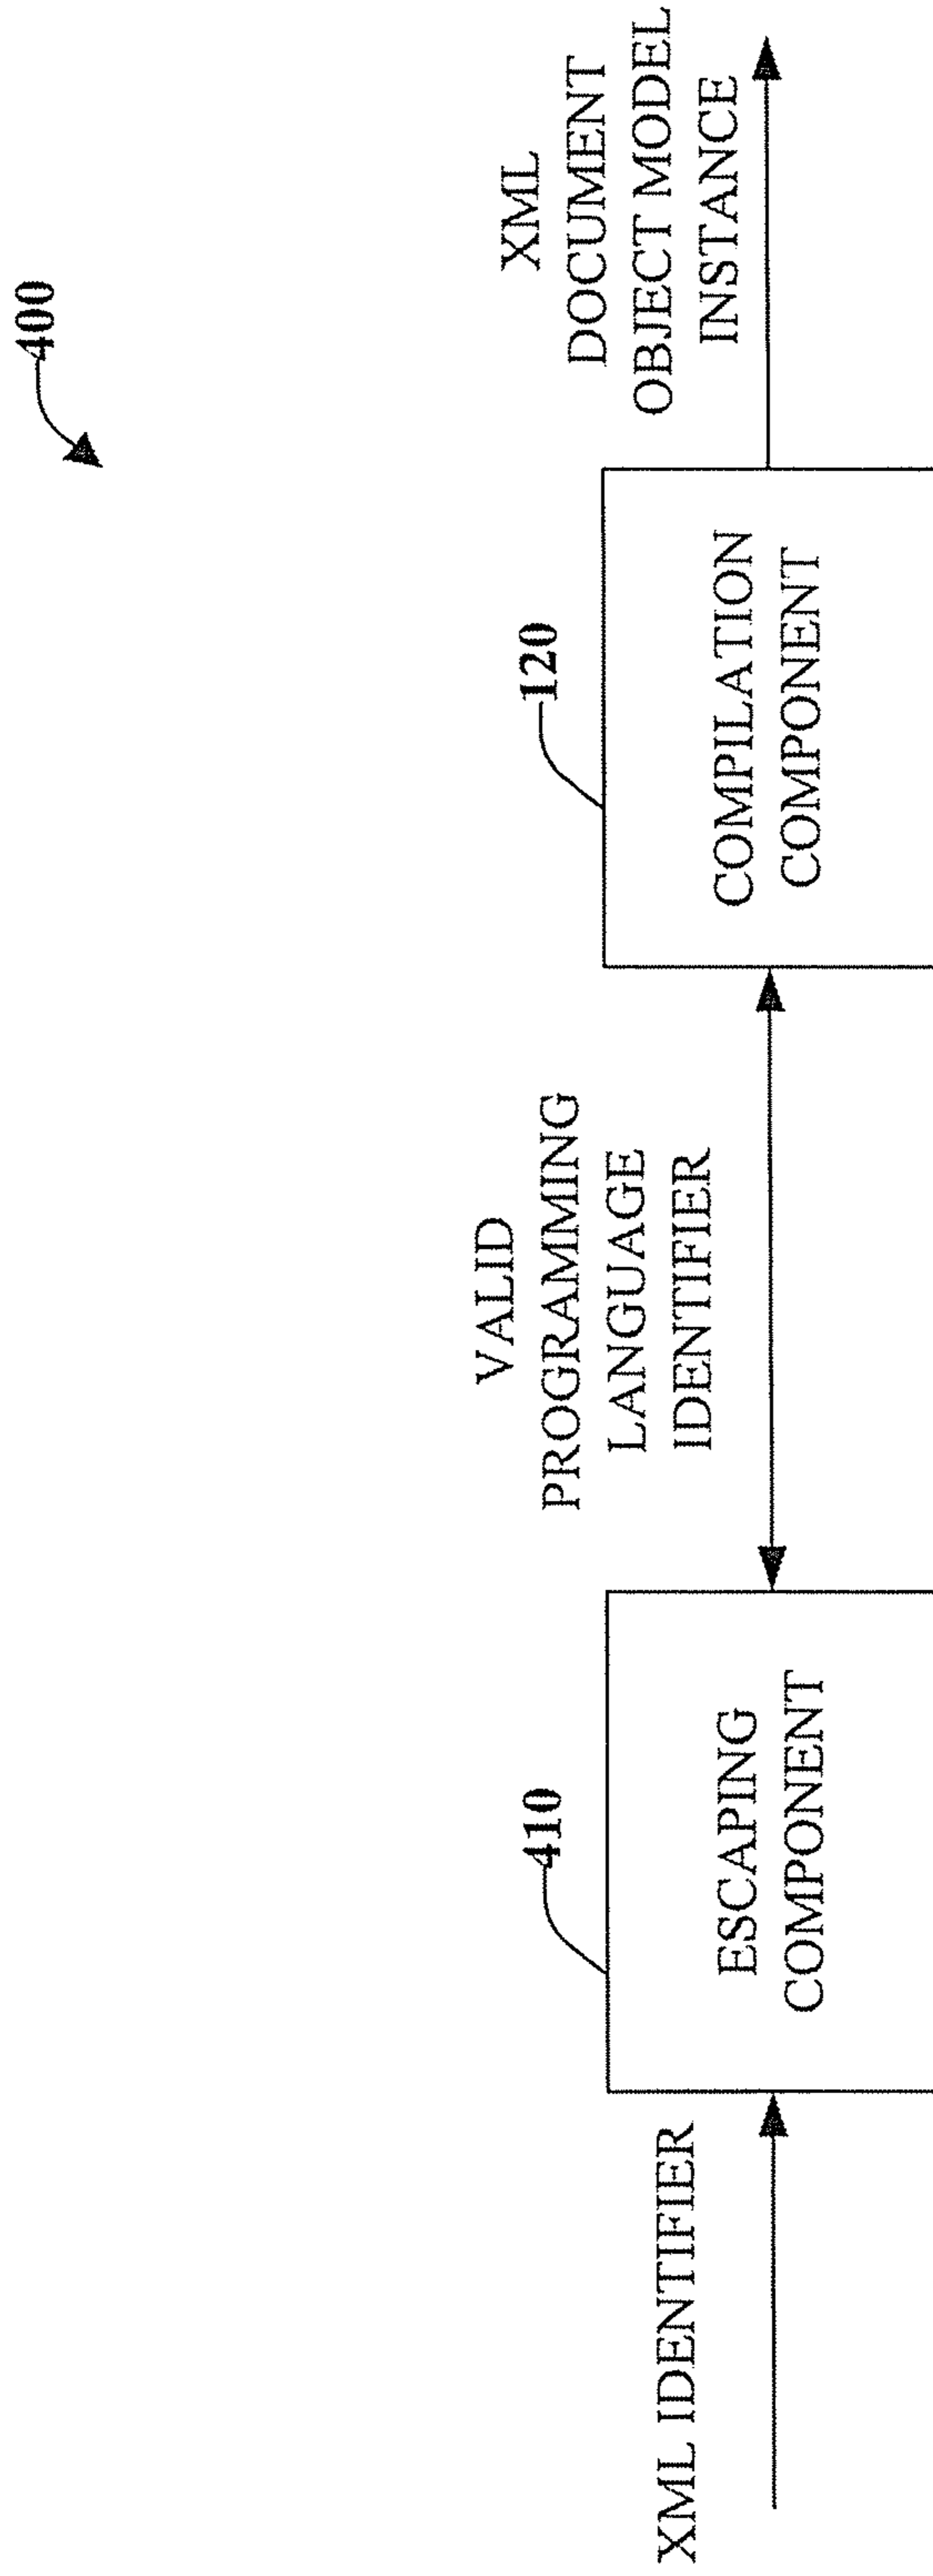 400
XML IDENTIFIER
410
ESCAPING
COMPONENT
VALID
PROGRAMMING
LANGUAGE
IDENTIFIER
120
COMPILATION
COMPONENT
XML
DOCUMENT
OBJECT MODEL
INSTANCE